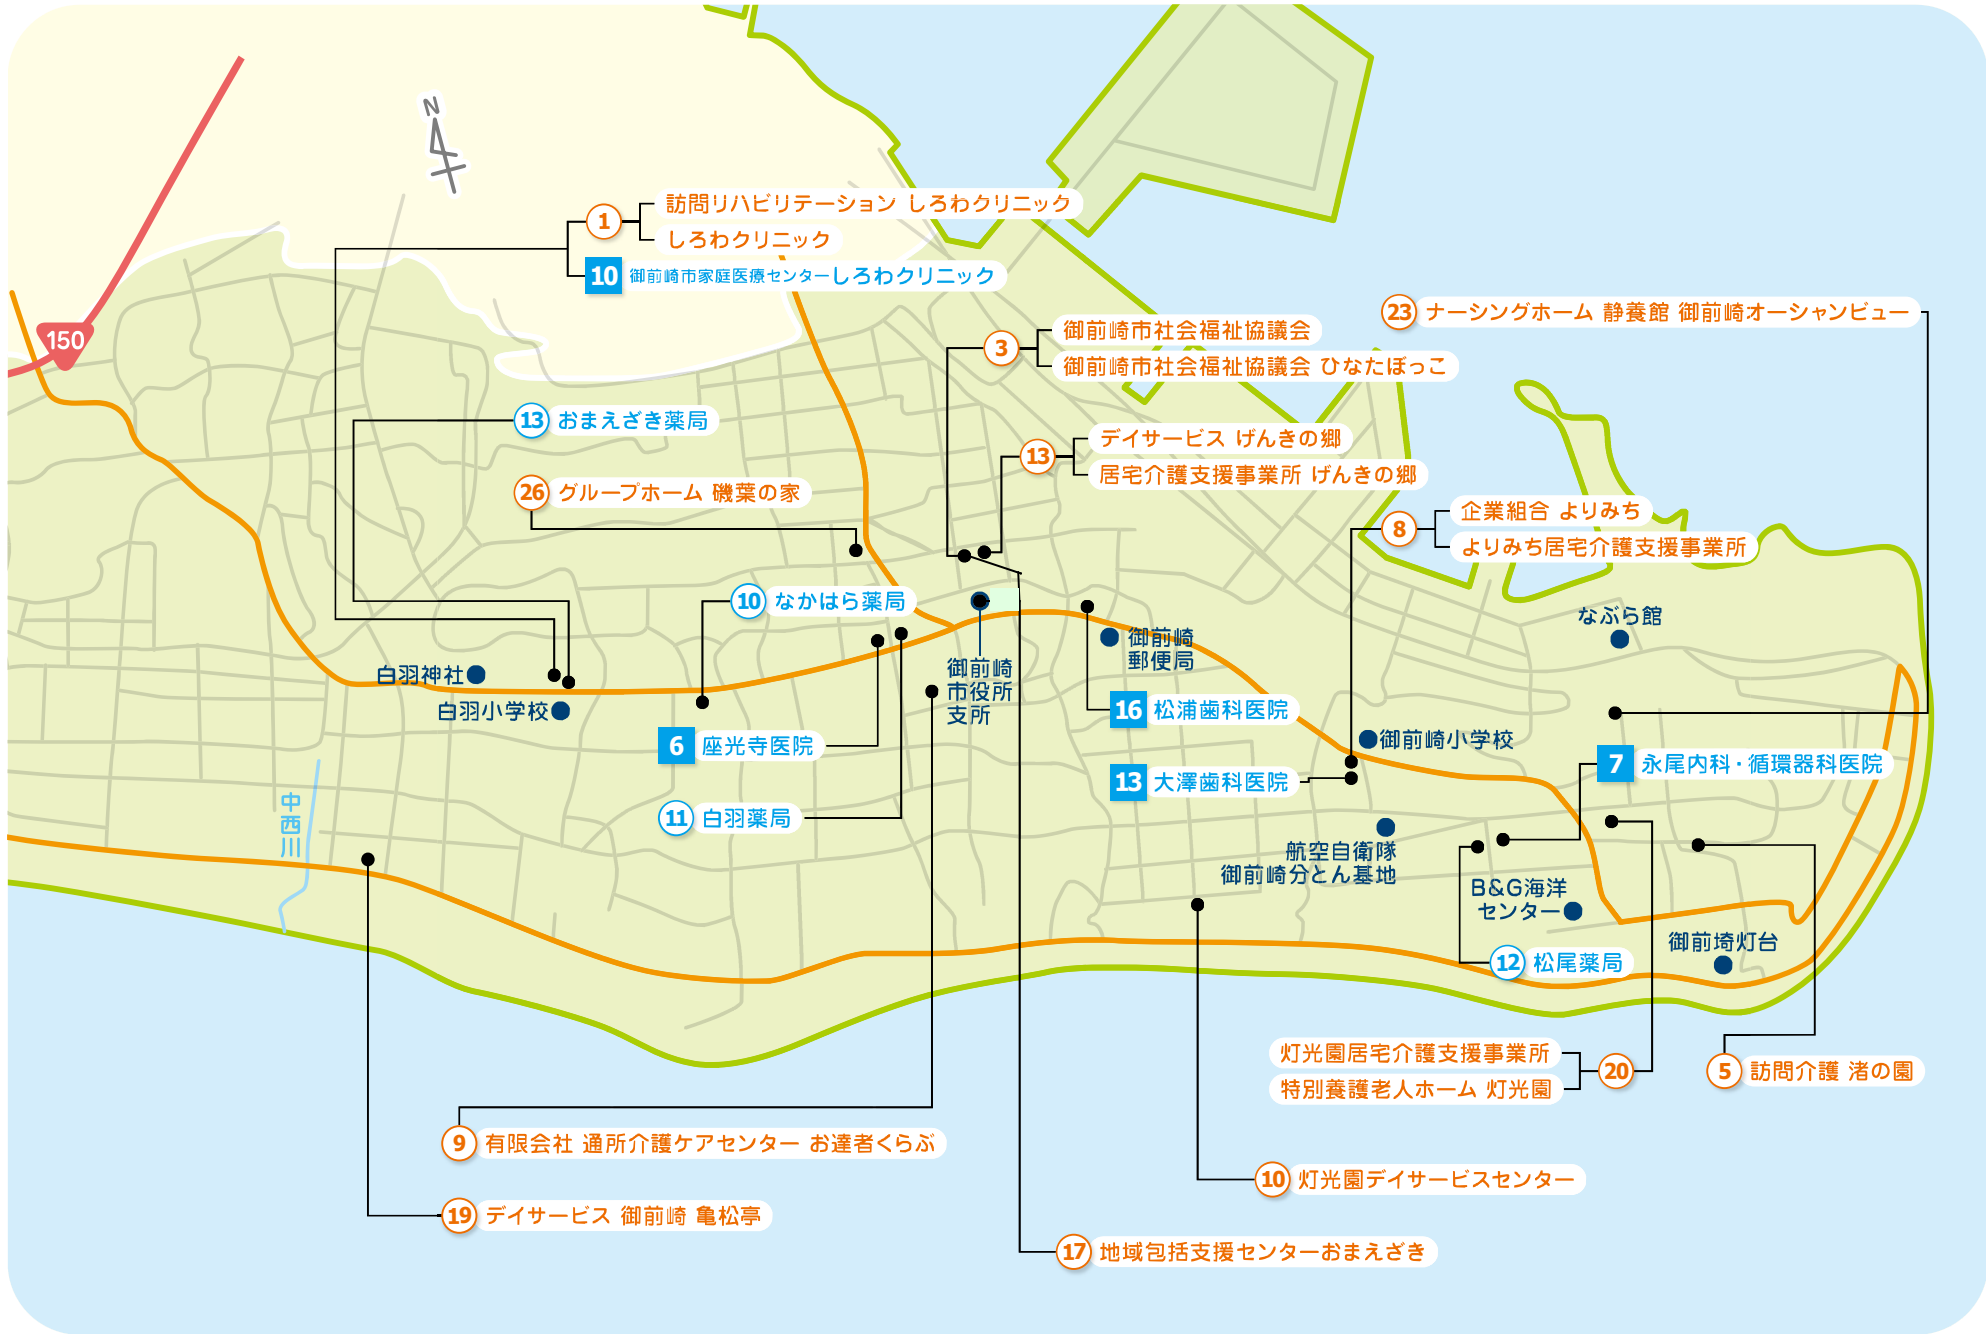 N
150
1
訪問リハビリテーション しろわクリニック
しろわクリニック
10 御前崎市家庭医療センターしろわクリニック
3
御前崎市社会福祉協議会
御前崎市社会福祉協議会 ひなたぼっこ
23 ナーシングホーム 静養館 御前崎オーシャンビュー
13 おまえざき薬局
13
デイサービス げんきの郷
居宅介護支援事業所 げんきの郷
26 グループホーム 磯葉の家
8
企業組合 よりみち
よりみち居宅介護支援事業所
10 なかはら薬局
なぶら館
御前崎
郵便局
白羽神社
御前崎
市役所
支所
白羽小学校
16 松浦歯科医院
6 座光寺医院
御前崎小学校
7 永尾内科・循環器科医院
13 大澤歯科医院
中西川
11 白羽薬局
航空自衛隊
御前崎分とん基地
B&G海洋
センター
御前埼灯台
12 松尾薬局
灯光園居宅介護支援事業所
特別養護老人ホーム 灯光園
20
5 訪問介護 渚の園
9 有限会社 通所介護ケアセンター お達者くらぶ
10 灯光園デイサービスセンター
19 デイサービス 御前崎 亀松亭
17 地域包括支援センターおまえざき